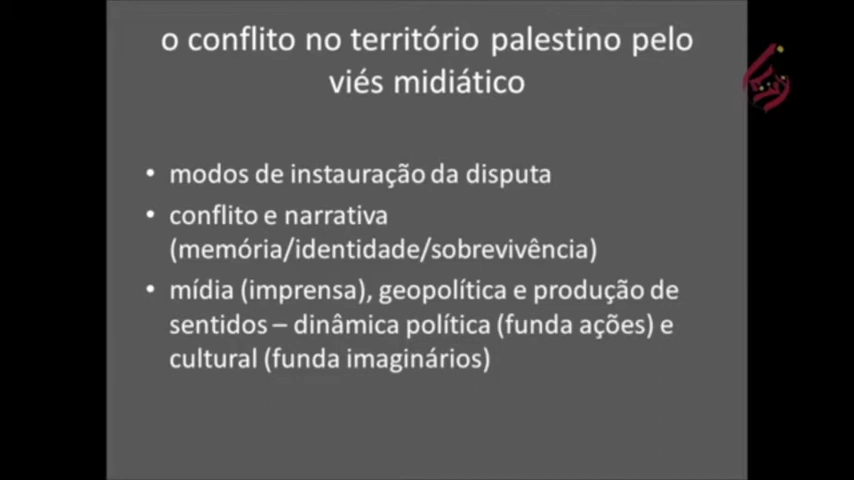 o conflito no território palestino pelo
viés midiático
• modos de instauração da disputa
• conflito e narrativa
(memória/identidade/sobrevivência)
• mídia (imprensa), geopolítica e produção de
sentidos – dinâmica política (funda ações) e
cultural (funda imaginários)